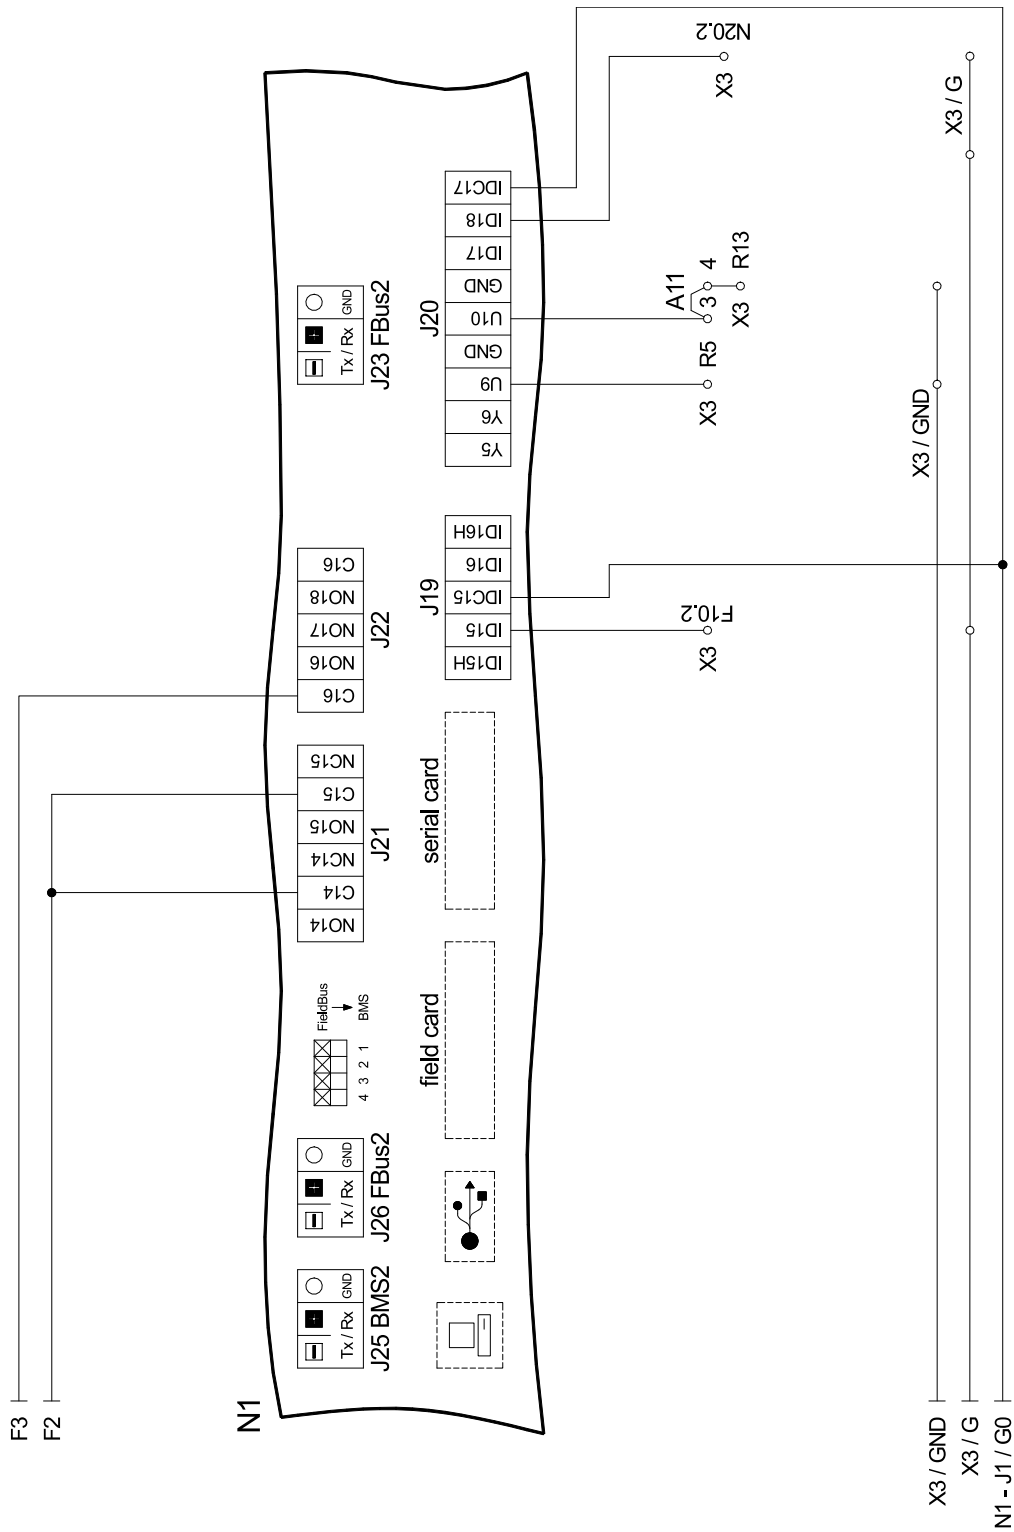 F3
F2
N1
J25 BMS2
Tx / Rx
GND
J26 FBus2
Tx / Rx
GND
4 3 2 1
FieldBus
BMS
J21
NO14
C14
NC14
NO15
C15
NC15
J22
C16
NO16
NO17
NO18
C16
J23 FBus2
Tx / Rx
GND
field card
serial card
J19
ID15H
ID15
IDC15
ID16
ID16H
J20
Y5
Y6
U9
GND
U10
GND
ID17
ID18
IDC17
X3
F10.2
X3
R5
A11
3
4
X3
R13
X3
N20.2
X3 / GND
X3 / G
X3 / GND
X3 / G
N1 - J1 / G0